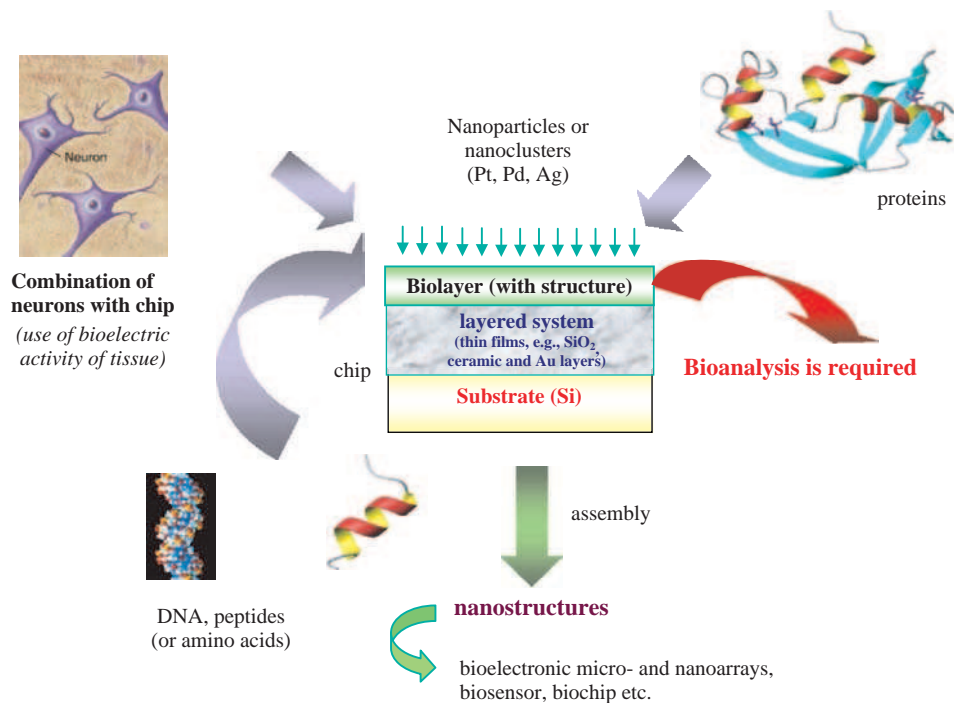 Neuron
Nanoparticles or
nanoclusters
(Pt, Pd, Ag)
proteins
Combination of
neurons with chip
(use of bioelectric
activity of tissue)
Biolayer (with structure)
layered system
(thin films, e.g., SiO₂,
ceramic and Au layers)
chip
Bioanalysis is required
Substrate (Si)
assembly
DNA, peptides
(or amino acids)
nanostructures
bioelectronic micro- and nanoarrays,
biosensor, biochip etc.